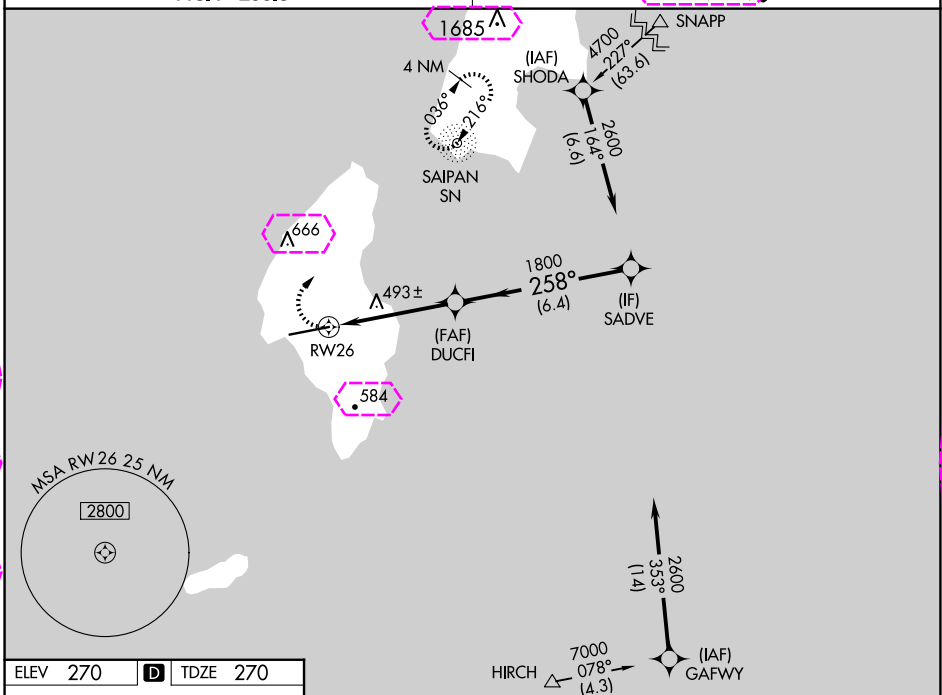 1685
SNAPP
4700
227°
(63.6)
(IAF)
SHODA
4 NM
036°
216°
2600
164°
(6.6)
SAIPAN
SN
666
1800
258°
(6.4)
493±
(IF)
SADVE
(FAF)
DUCFI
RW26
584
MSA RW26 25 NM
2800
2600
353°
(14)
7000
078°
(4.3)
HIRCH
(IAF)
GAFWY
ELEV 270 D TDZE 270